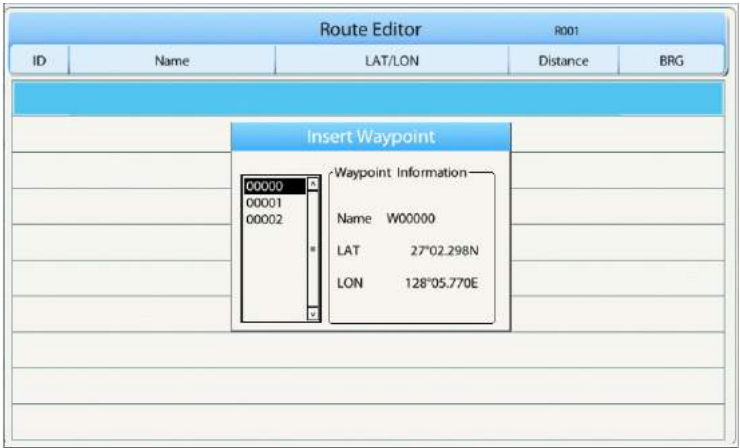 Route Editor R001
ID Name LAT/LON Distance BRG
Insert Waypoint
Waypoint Information
00000
00001
00002
Name W00000
LAT 27°02.298N
LON 128°05.770E